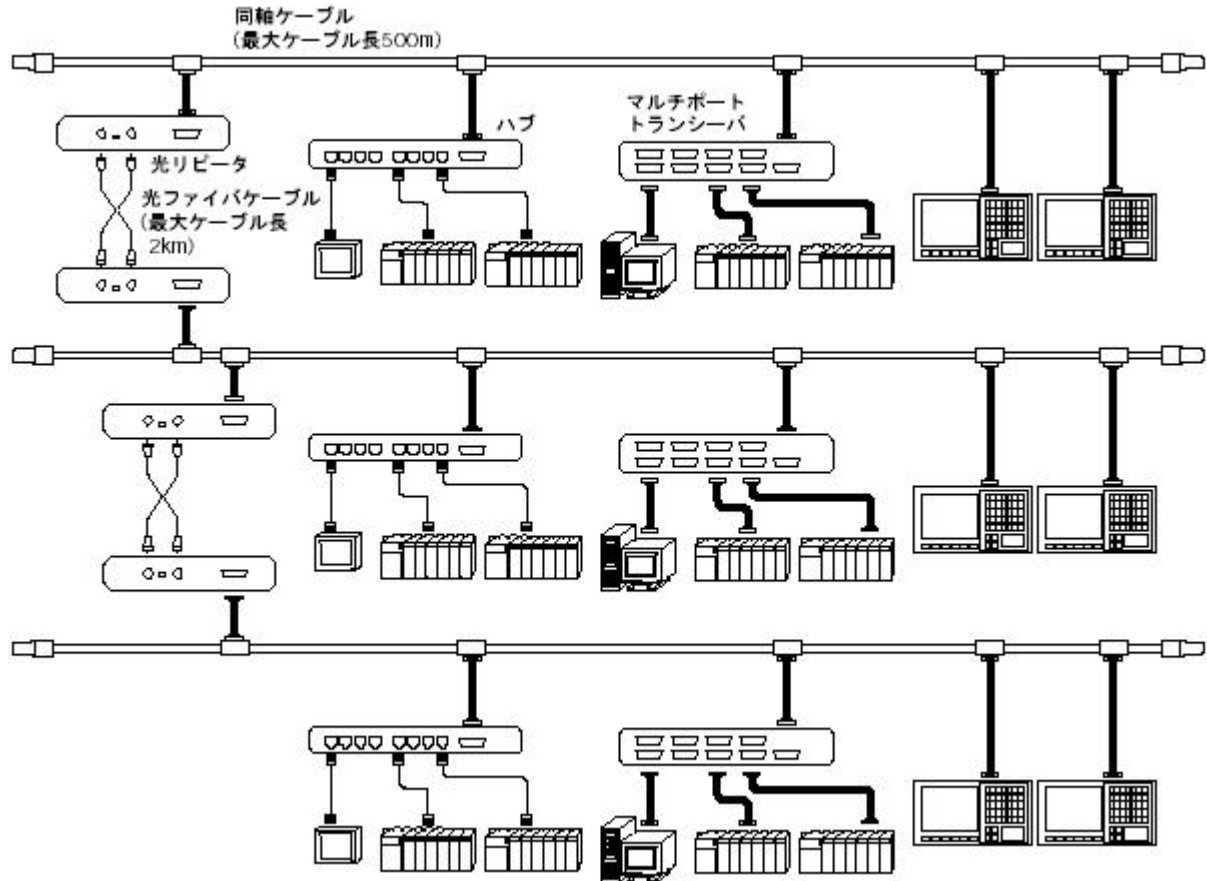 同軸ケーブル
(最大ケーブル長500m)
ハブ
マルチポート
トランシーバ
光リピータ
光ファイバケーブル
(最大ケーブル長
2km)